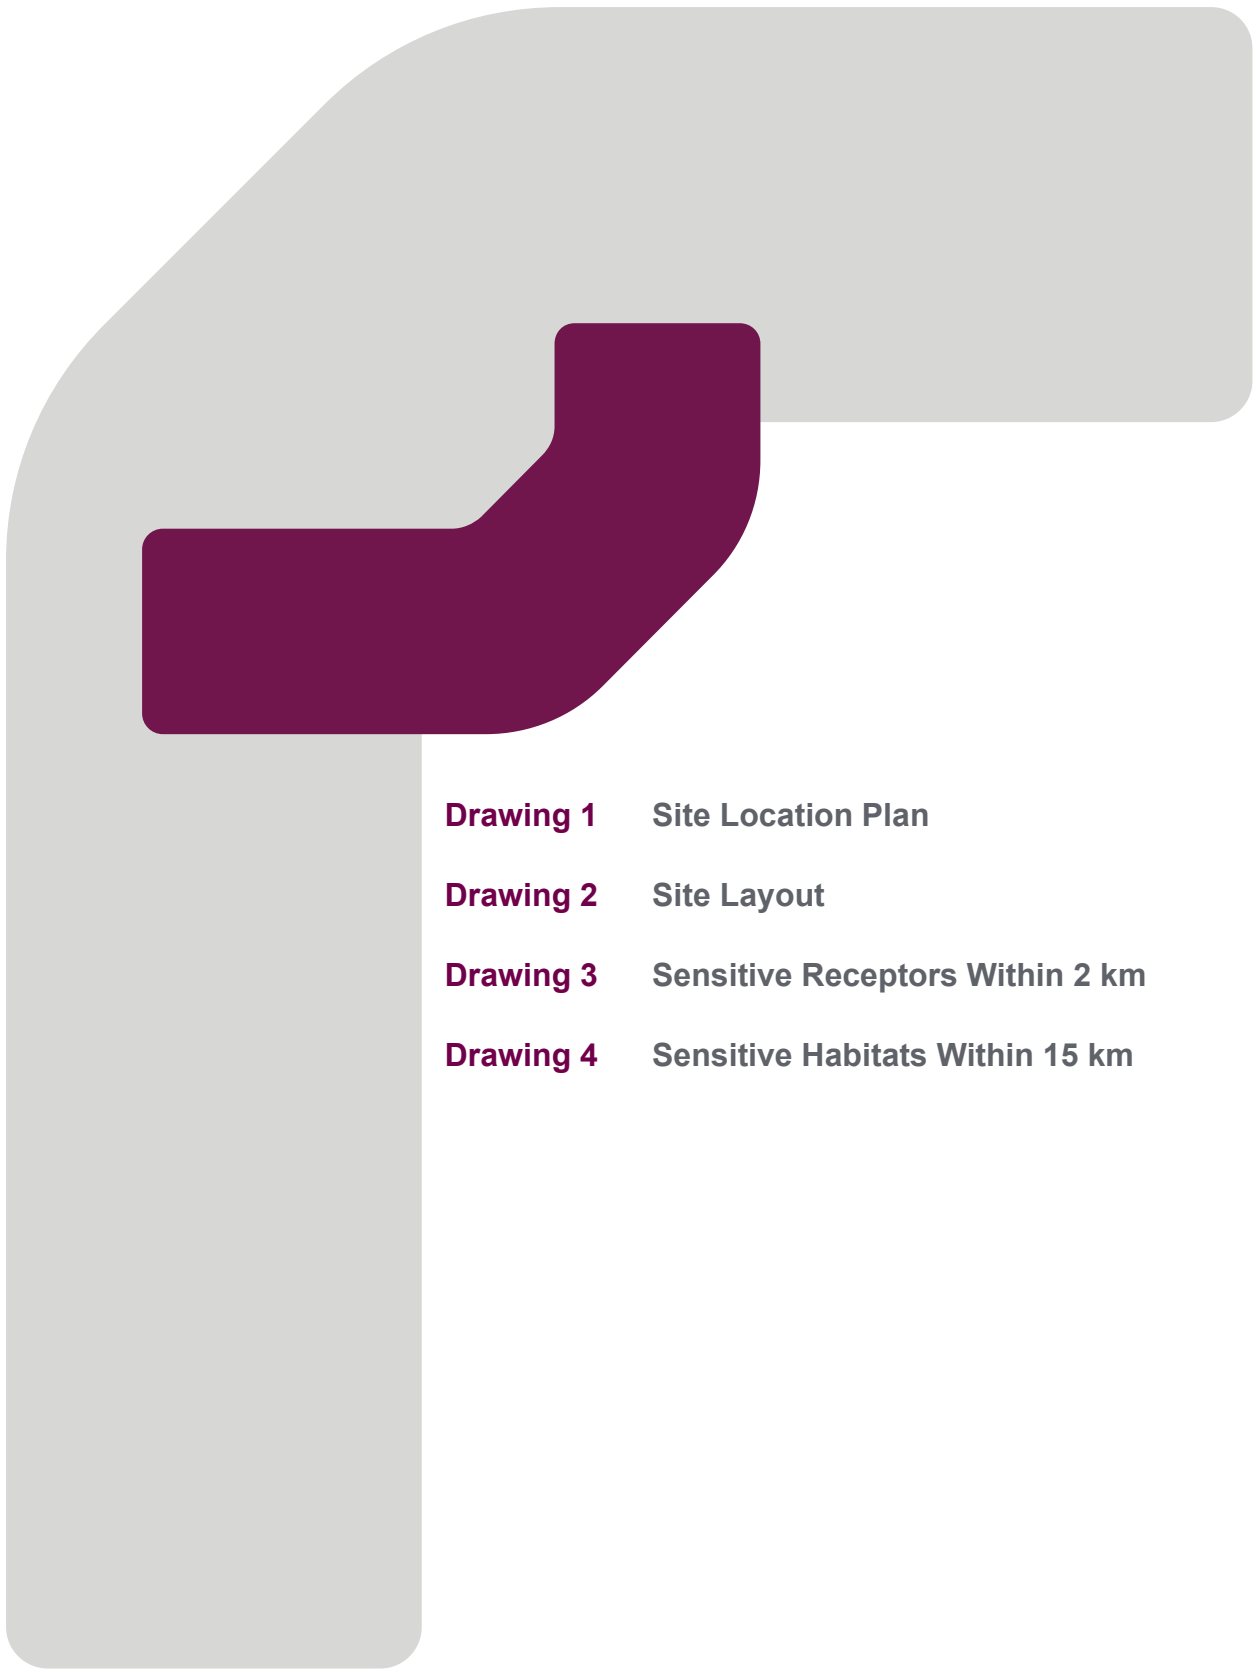 Drawing 1 Site Location Plan
Drawing 2 Site Layout
Drawing 3 Sensitive Receptors Within 2 km
Drawing 4 Sensitive Habitats Within 15 km